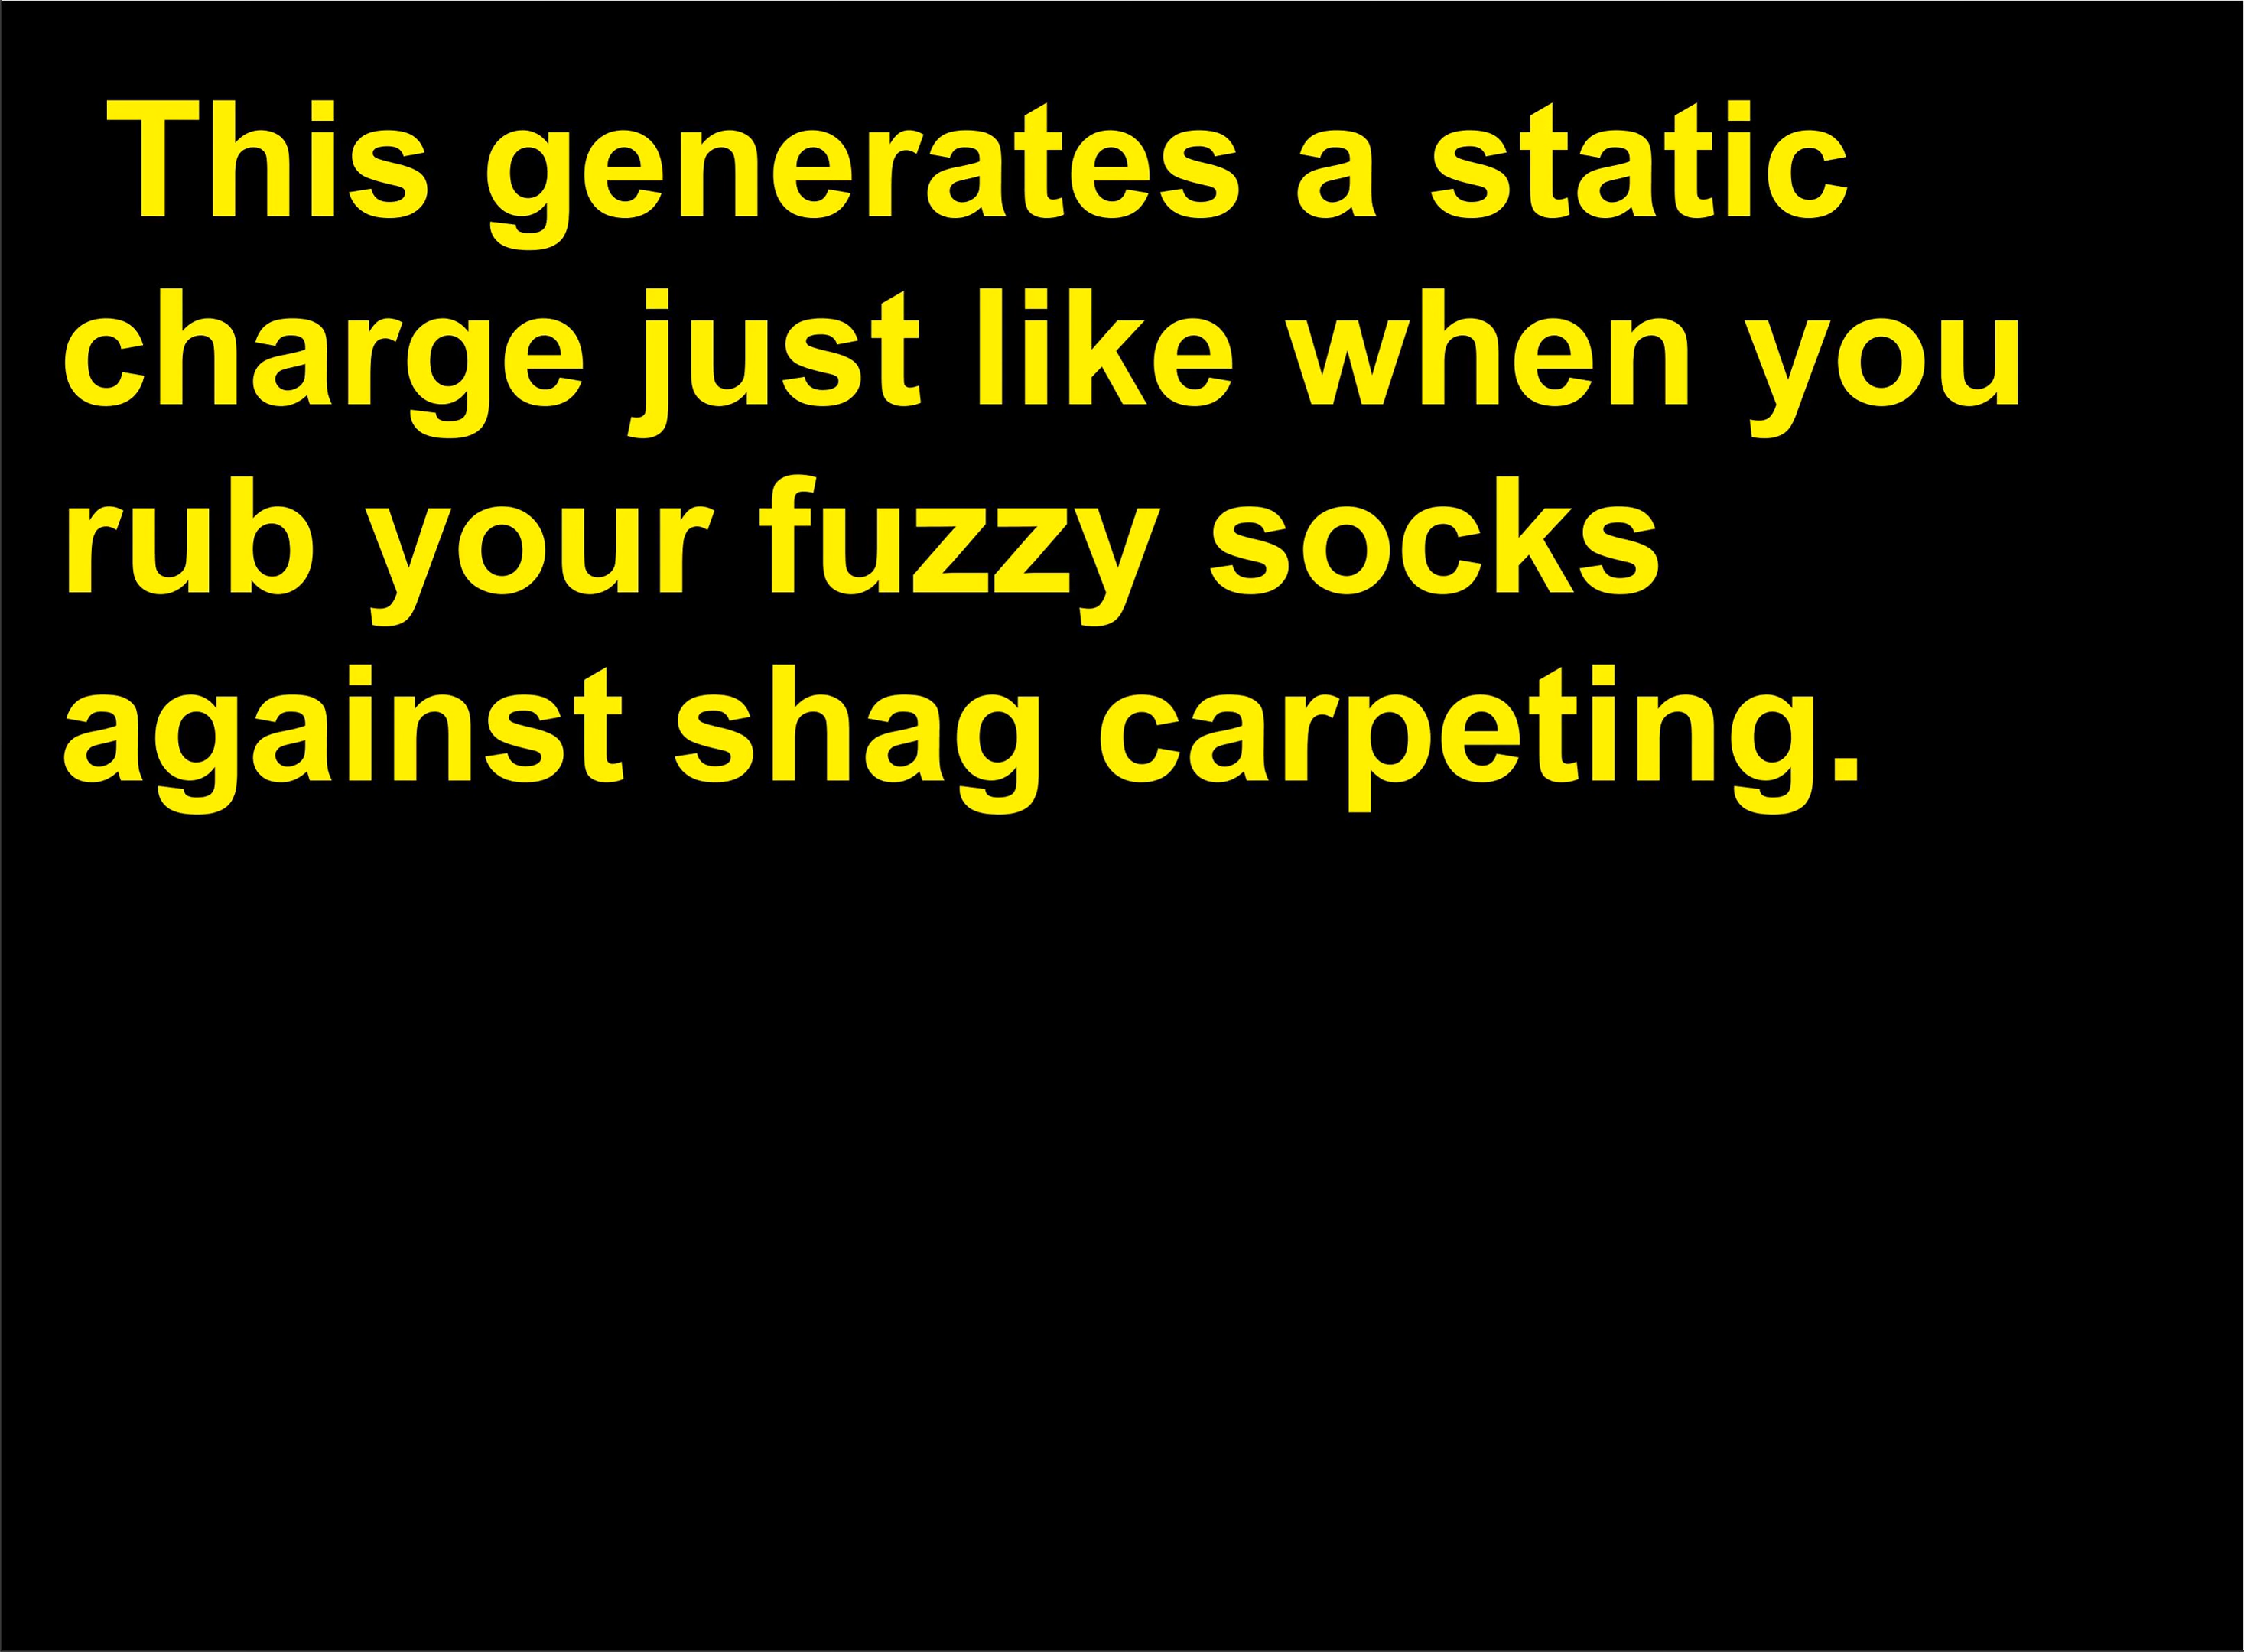 This generates a static
charge just like when you
rub your fuzzy socks
against shag carpeting.